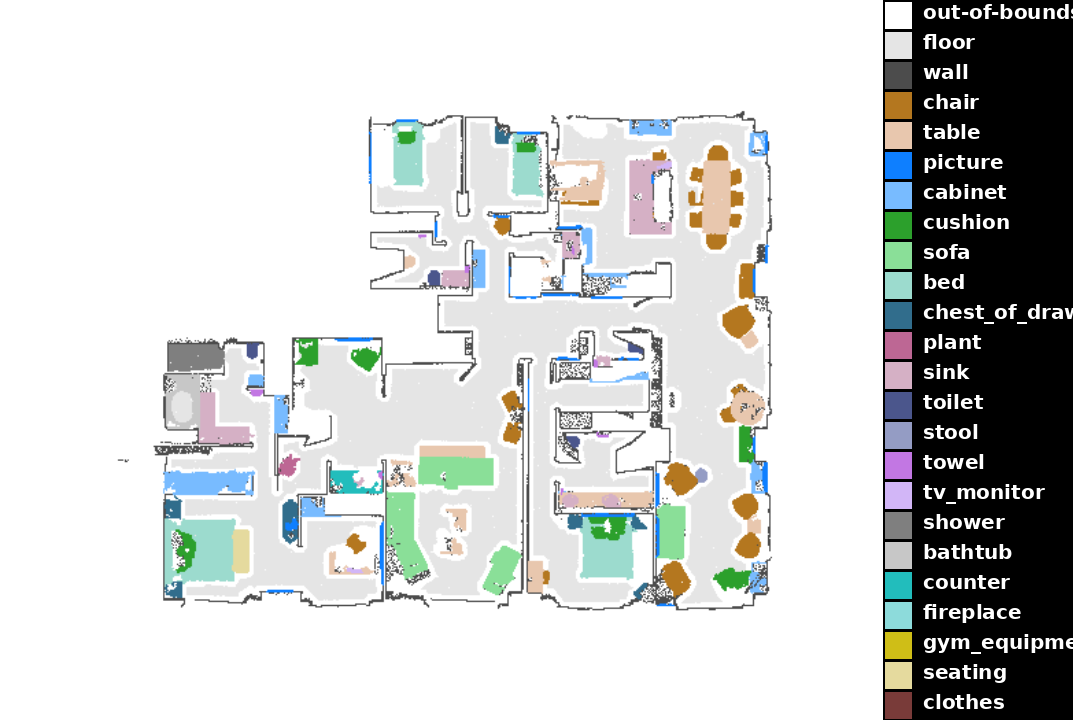 out-of-bounds
floor
wall
chair
table
picture
cabinet
cushion
sofa
bed
chest_of_draw
plant
sink
toilet
stool
towel
tv_monitor
shower
bathtub
counter
fireplace
gym_equipme
seating
clothes